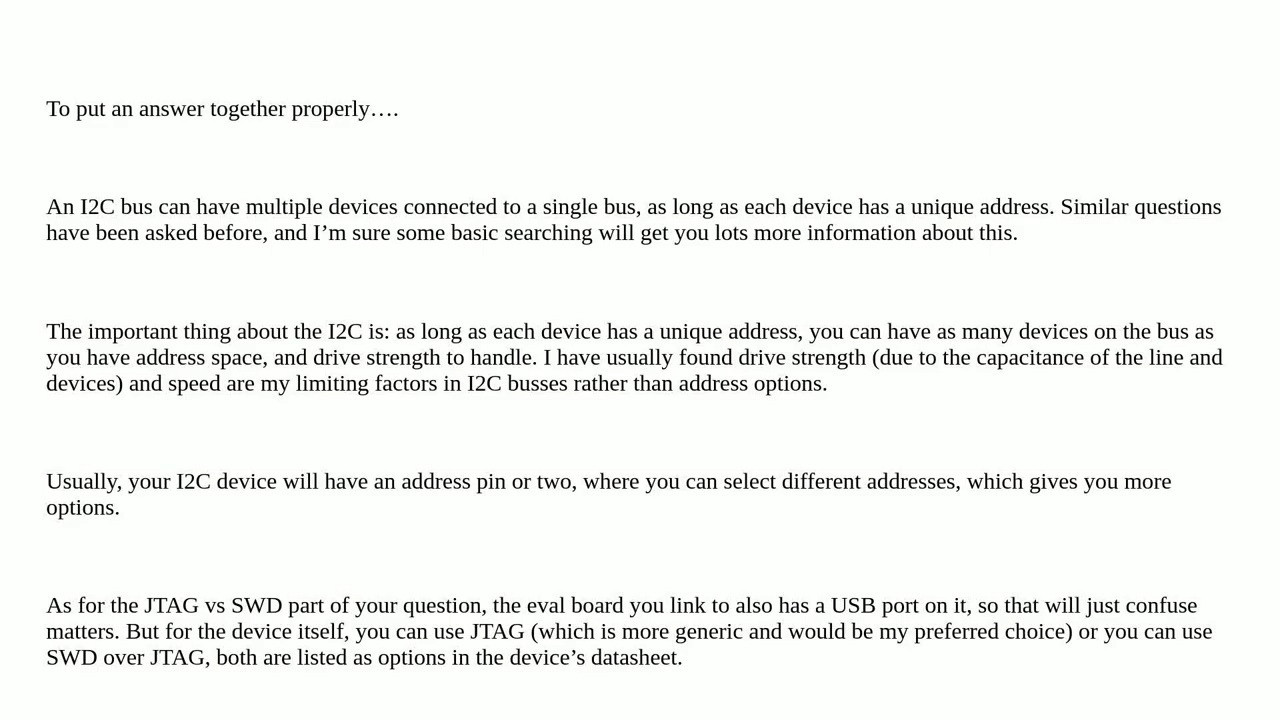 To put an answer together properly….
An I2C bus can have multiple devices connected to a single bus, as long as each device has a unique address. Similar questions
have been asked before, and I’m sure some basic searching will get you lots more information about this.
The important thing about the I2C is: as long as each device has a unique address, you can have as many devices on the bus as
you have address space, and drive strength to handle. I have usually found drive strength (due to the capacitance of the line and
devices) and speed are my limiting factors in I2C busses rather than address options.
Usually, your I2C device will have an address pin or two, where you can select different addresses, which gives you more
options.
As for the JTAG vs SWD part of your question, the eval board you link to also has a USB port on it, so that will just confuse
matters. But for the device itself, you can use JTAG (which is more generic and would be my preferred choice) or you can use
SWD over JTAG, both are listed as options in the device’s datasheet.